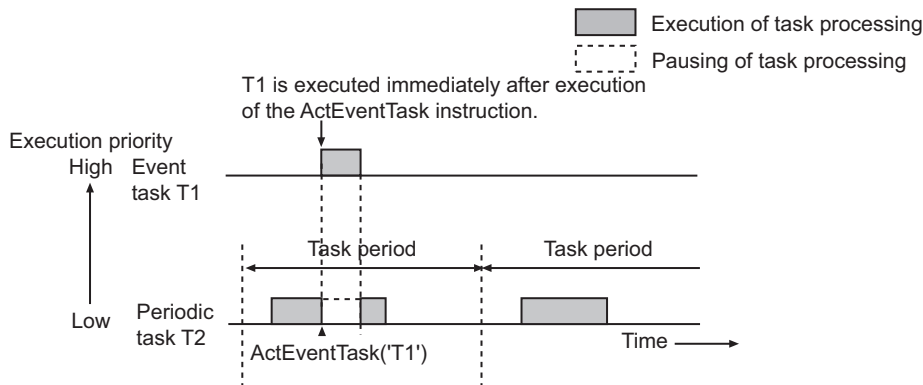 Execution of task processing
Pausing of task processing
T1 is executed immediately after execution
of the ActEventTask instruction.
Execution priority
High
Event
task T1
Task period
Task period
Low
Periodic
task T2
ActEventTask('T1')
Time